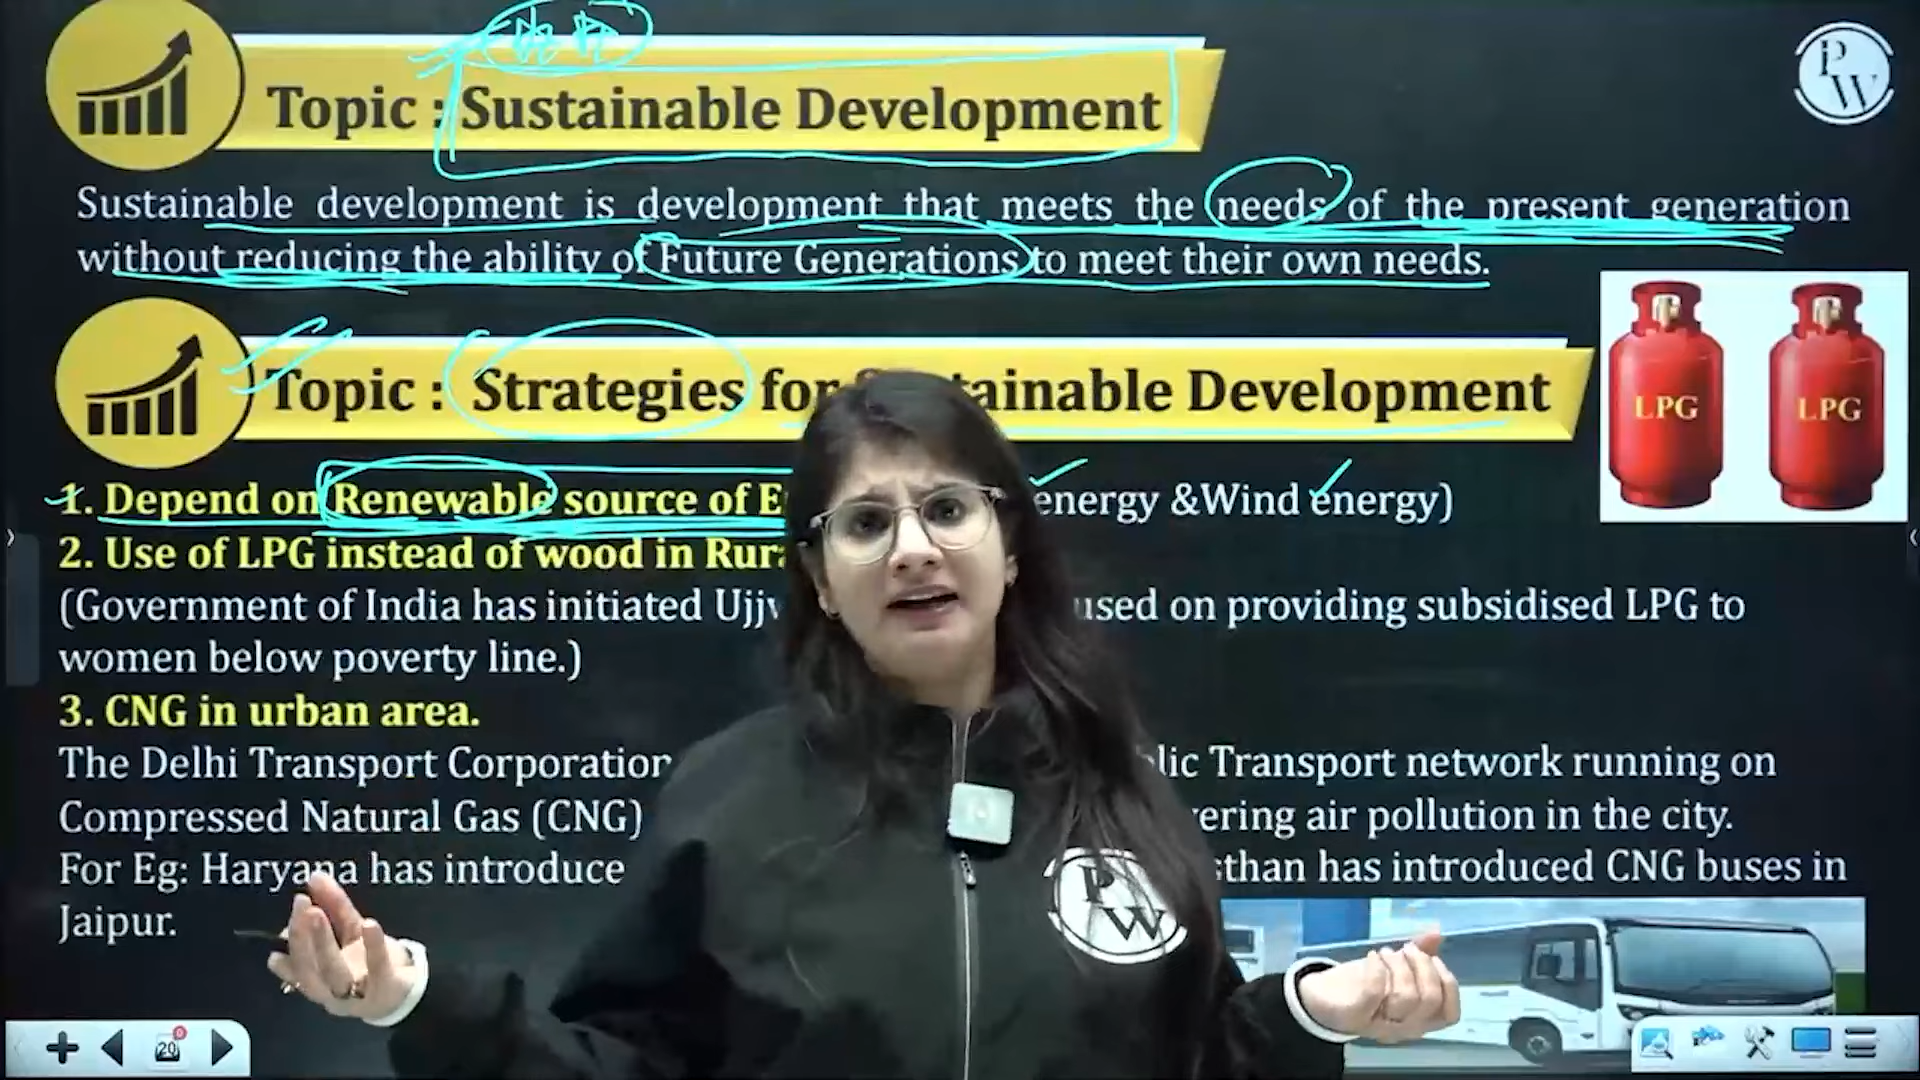 Topic : Sustainable Development
P
W
Sustainable development is development that meets the needs of the present generation
without reducing the ability of Future Generations to meet their own needs.
Topic : Strategies for ainable Development
LPG LPG
1. Depend on Renewable source of energy &Wind energy)
2. Use of LPG instead of wood in
(Government of India has initiated used on providing subsidised LPG to
women below poverty line.)
3. CNG in urban area.
The Delhi Transport Corporation lic Transport network running on
Compressed Natural Gas (CNG) ering air pollution in the city.
For Eg: Haryana has introduce sthan has introduced CNG buses in
Jaipur.
P
W
20